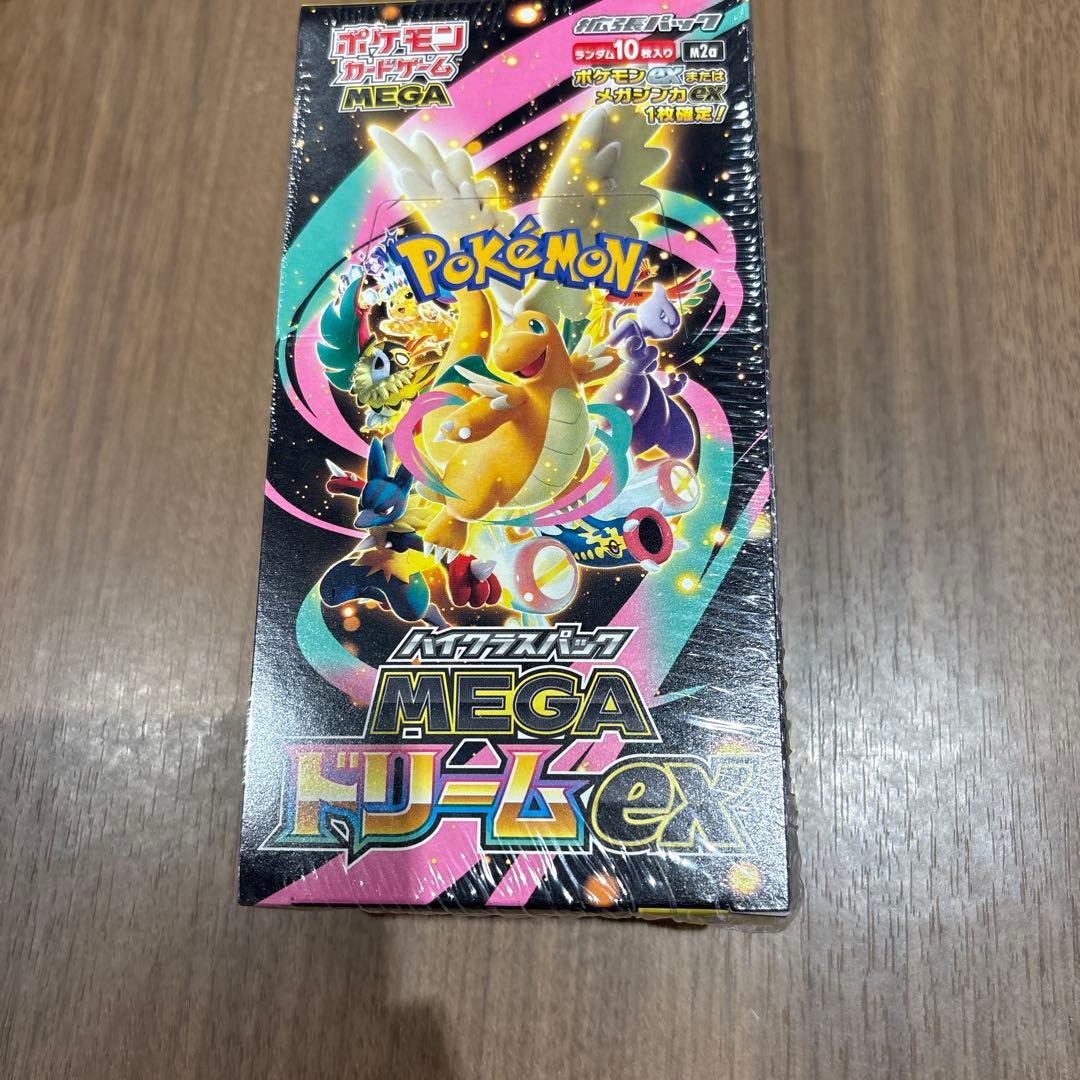 ポケモン
カードゲーム
MEGA
拡張パック
ランダム10枚入り M2a
ポケモンexまたは
メガシンカex
1枚確定!
POKéMON
TM
ハイクラスパック
MEGA
ドリームex